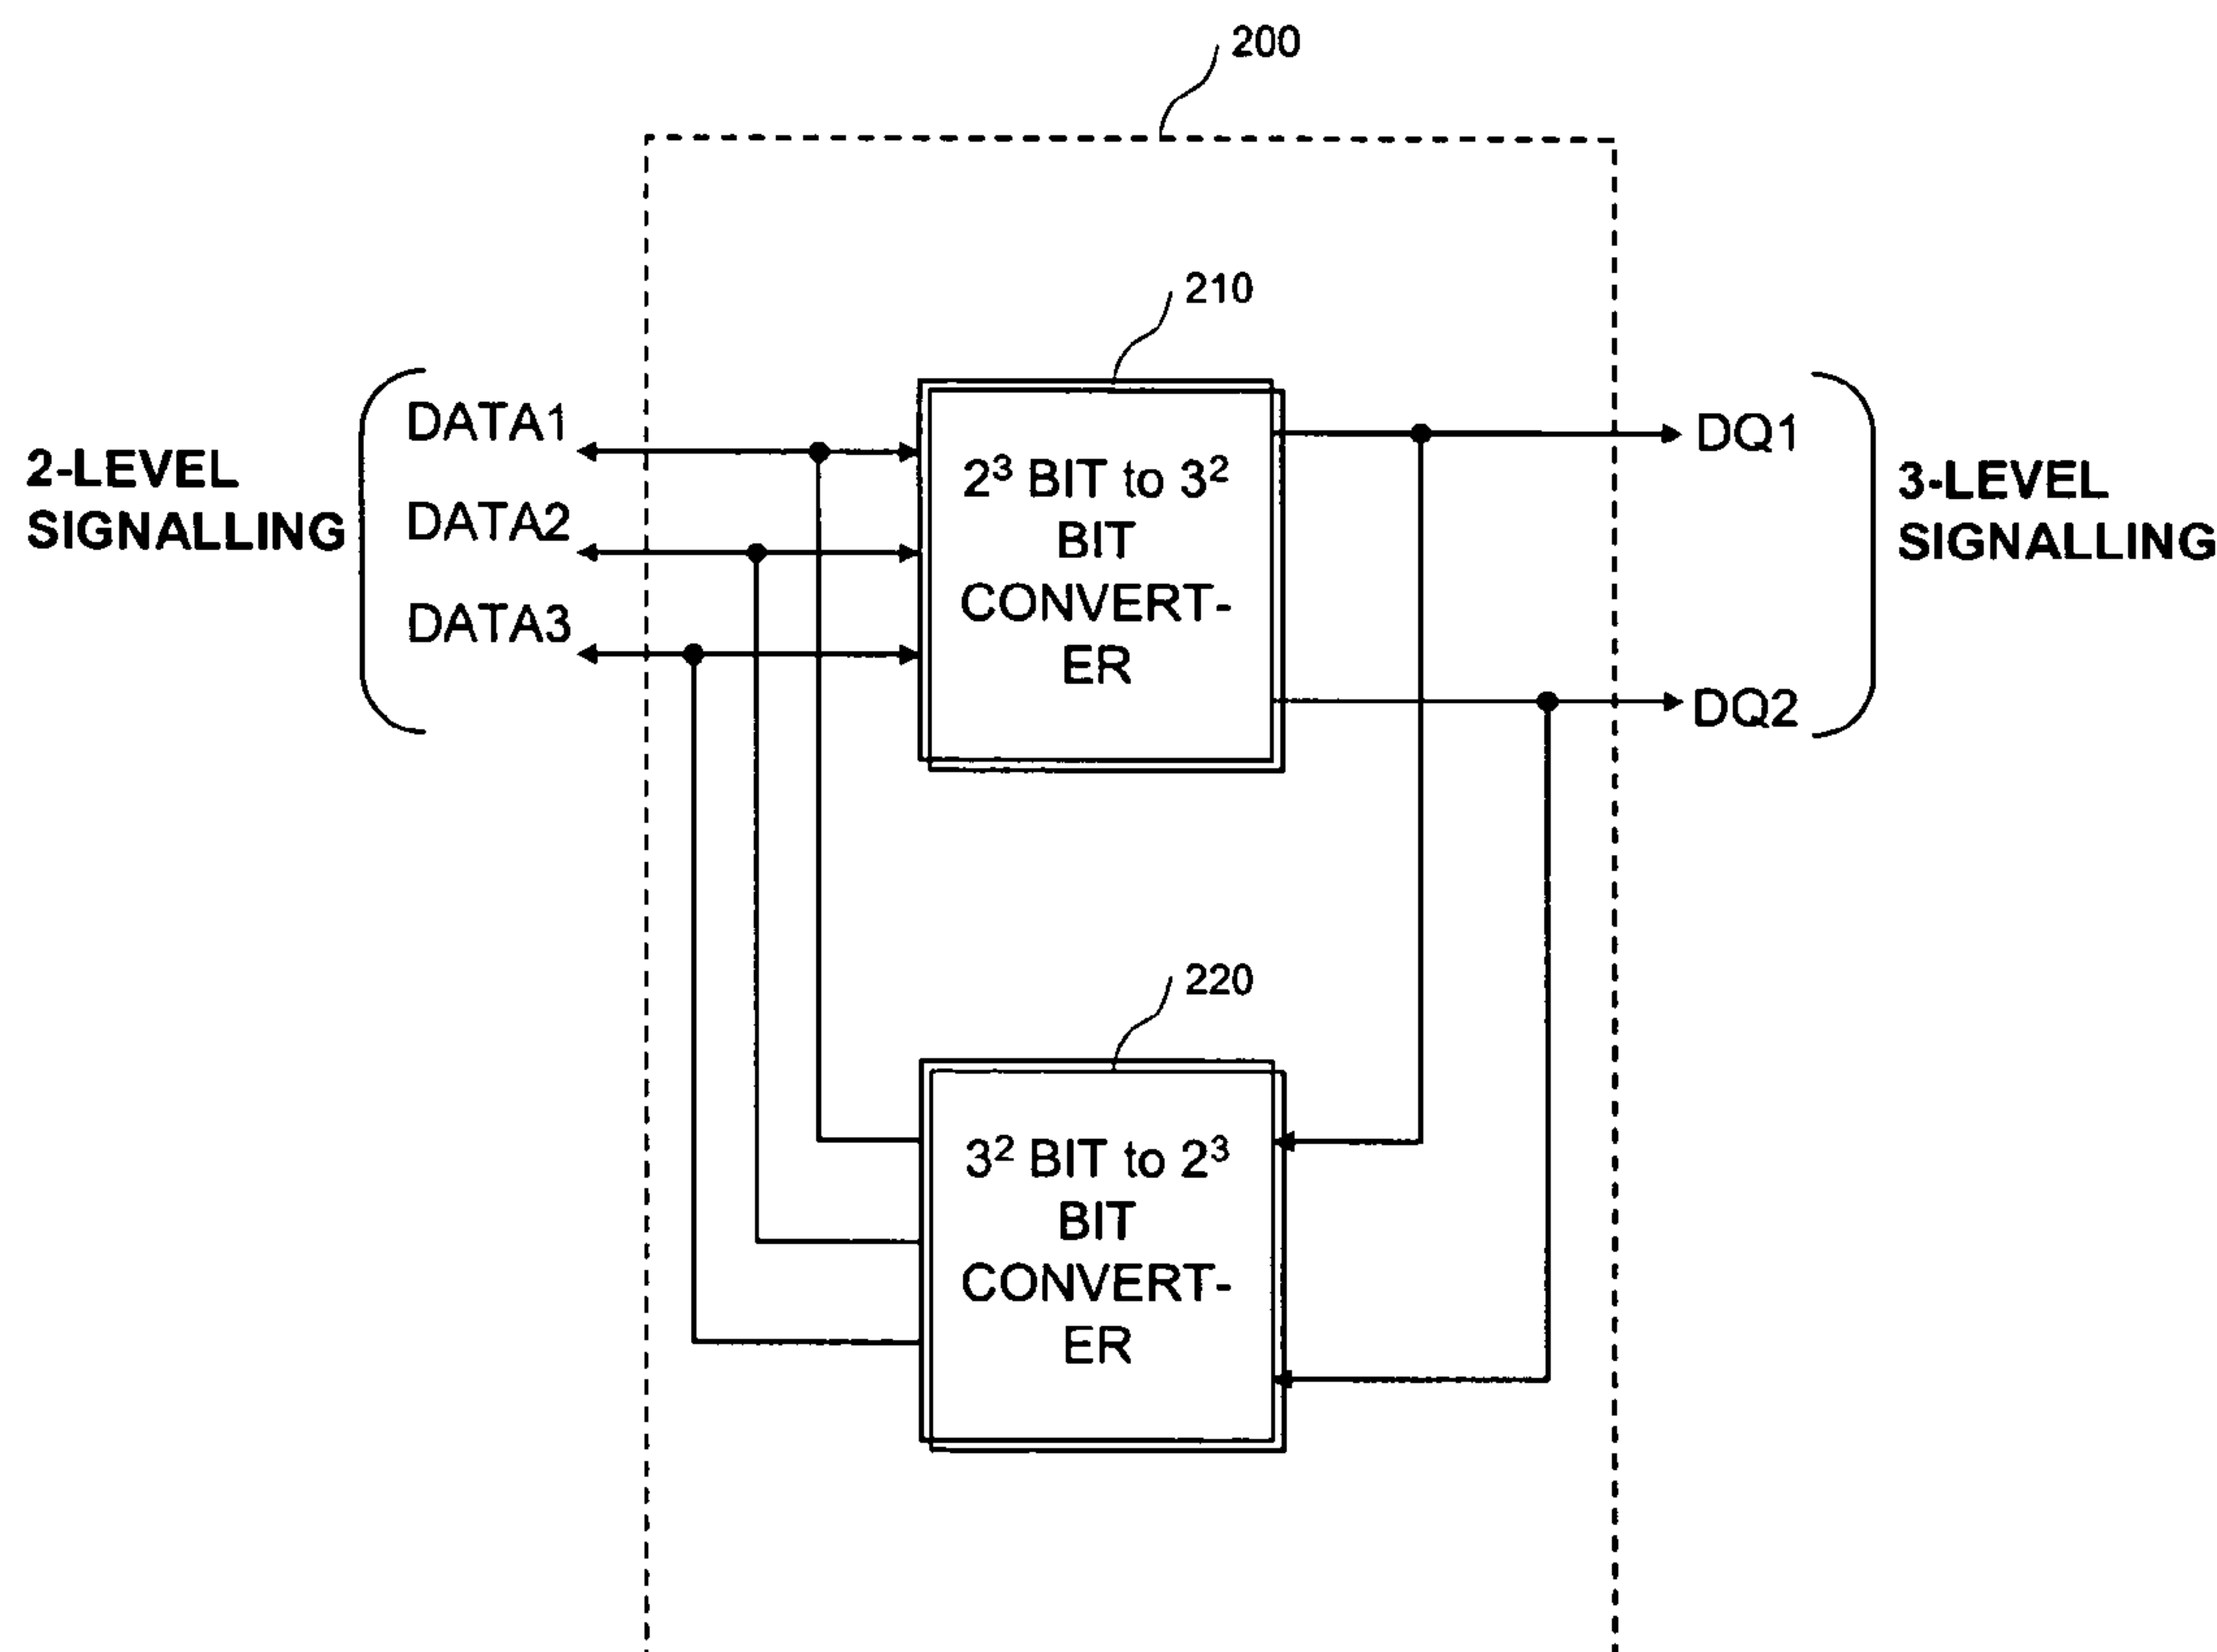 200
210
2-LEVEL
SIGNALLING
DATA1
DATA2
DATA3
2³ BIT to 3²
BIT
CONVERT-
ER
DQ1
DQ2
3-LEVEL
SIGNALLING
220
3² BIT to 2³
BIT
CONVERT-
ER